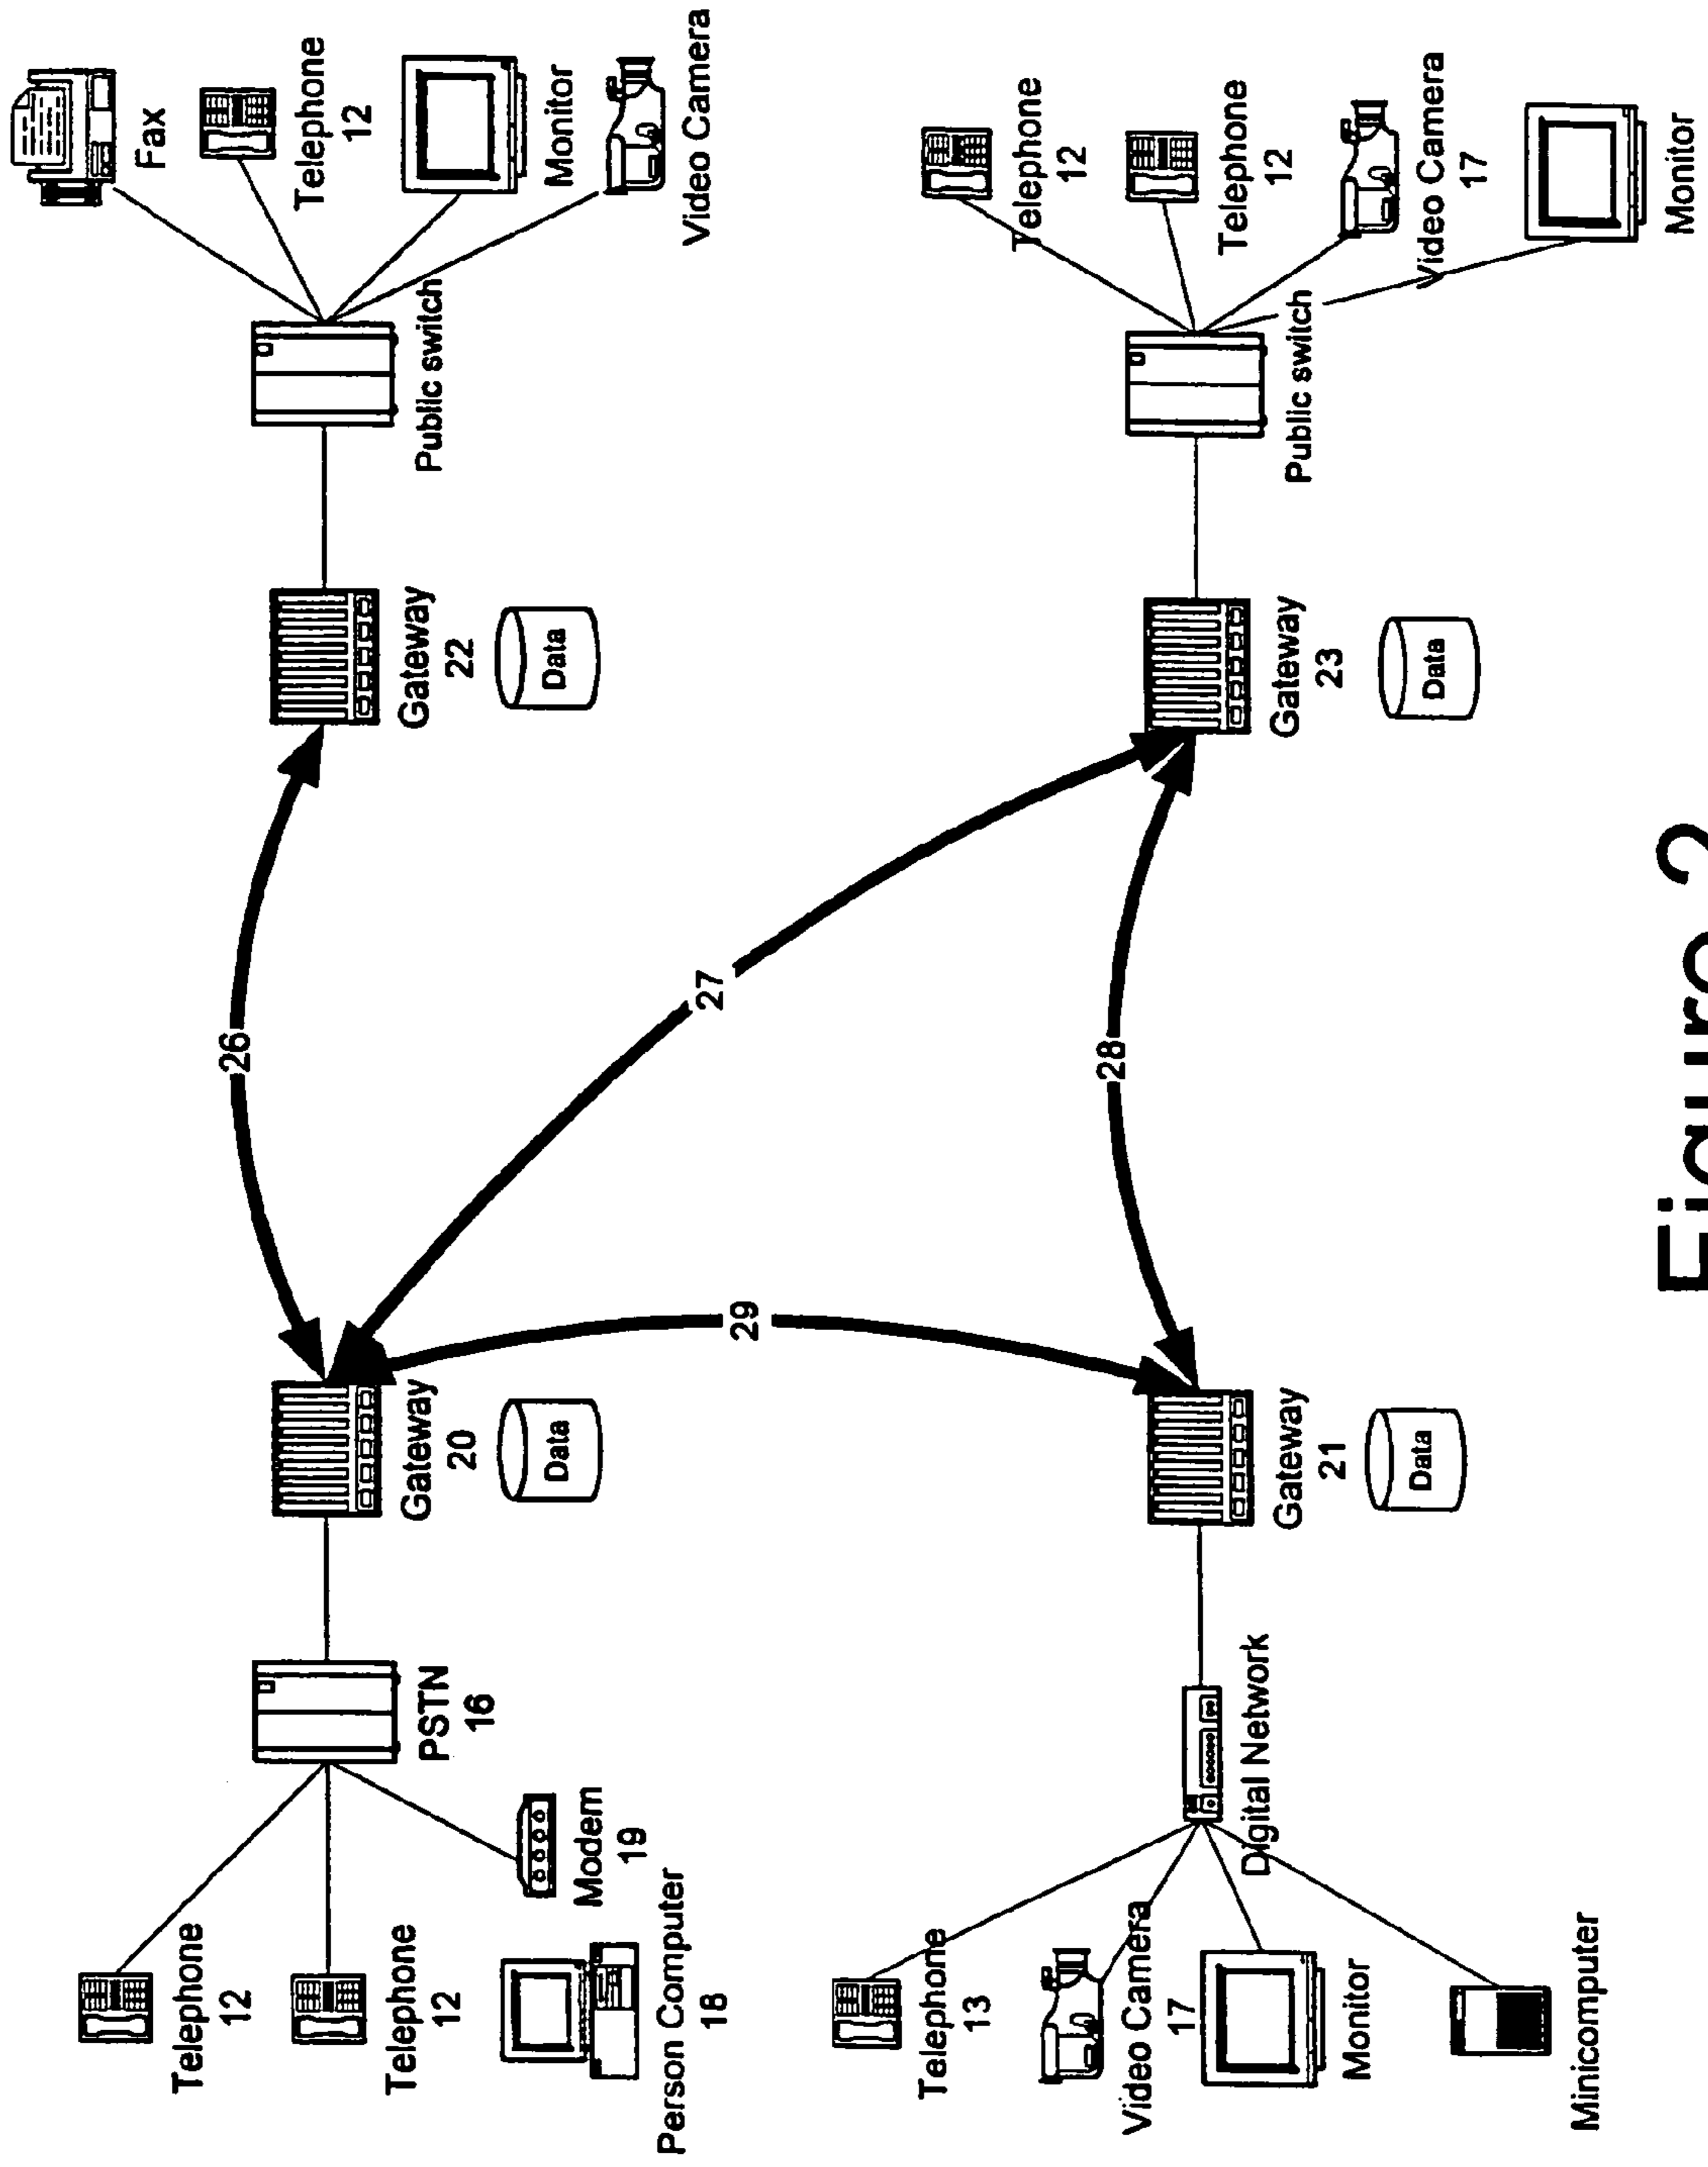 Telephone
12
Telephone
12
Person Computer
18
Modem
19
PSTN
16
Gateway
20
Data
26
Gateway
22
Data
Public switch
Fax
Telephone
12
Monitor
Video Camera
27
29
Telephone
13
Video Camera
17
Monitor
Minicomputer
Digital Network
Gateway
21
Data
28
Gateway
23
Data
Public switch
Telephone
12
Telephone
12
Video Camera
17
Monitor
Figure 2